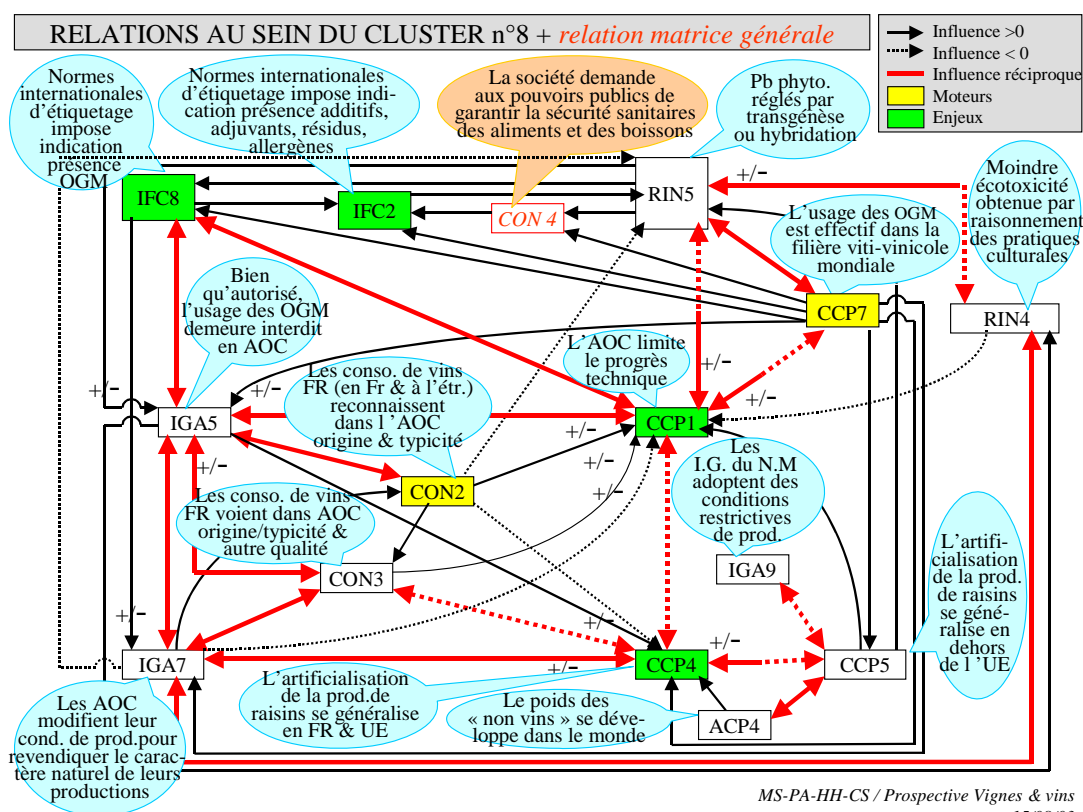 RELATIONS AU SEIN DU CLUSTER n°8 + relation matrice générale
Influence >0
Influence < 0
Influence réciproque
Moteurs
Enjeux
Normes
internationales
d'étiquetage
impose
indication
présence
OGM
Normes internationales
d'étiquetage impose indi-
cation présence additifs,
adjuvants, résidus,
allergènes
La société demande
aux pouvoirs publics de
garantir la sécurité sanitaires
des aliments et des boissons
Pb phyto.
réglés par
transgénèse
ou hybridation
Moindre
écotoxicité
obtenue par
raisonnement
des pratiques
culturales
IFC8
IFC2
CON 4
RIN5
+/-
L'usage des OGM
est effectif dans la
filière viti-vinicole
mondiale
Bien
qu'autorisé,
l'usage des OGM
demeure interdit
en AOC
CCP7
RIN4
L'AOC limite
le progrès
technique
+/-
+/-
+/-
Les conso. de vins
FR (en Fr & à l'étr.)
reconnaissent
dans l 'AOC
origine & typicité
+/-
+/-
IGA5
CCP1
+/-
+/-
Les
I.G. du N.M
adoptent des
conditions
restrictives
de prod.
CON2
Les conso. de vins
FR voient dans AOC
origine/typicité &
autre qualité
+/-
L'artifi-
cialisation
de la prod.
de raisins
se géné-
ralise en
dehors
de l 'UE
IGA9
CON3
+/-
+/-
+/-
IGA7
+/-
CCP4
CCP5
L'artificialisation
de la prod.de
raisins se généralise
en FR & UE
Le poids des
« non vins » se déve-
loppe dans le monde
ACP4
Les AOC
modifient leur
cond. de prod.pour
revendiquer le carac-
tère naturel de leurs
productions
MS-PA-HH-CS / Prospective Vignes & vins